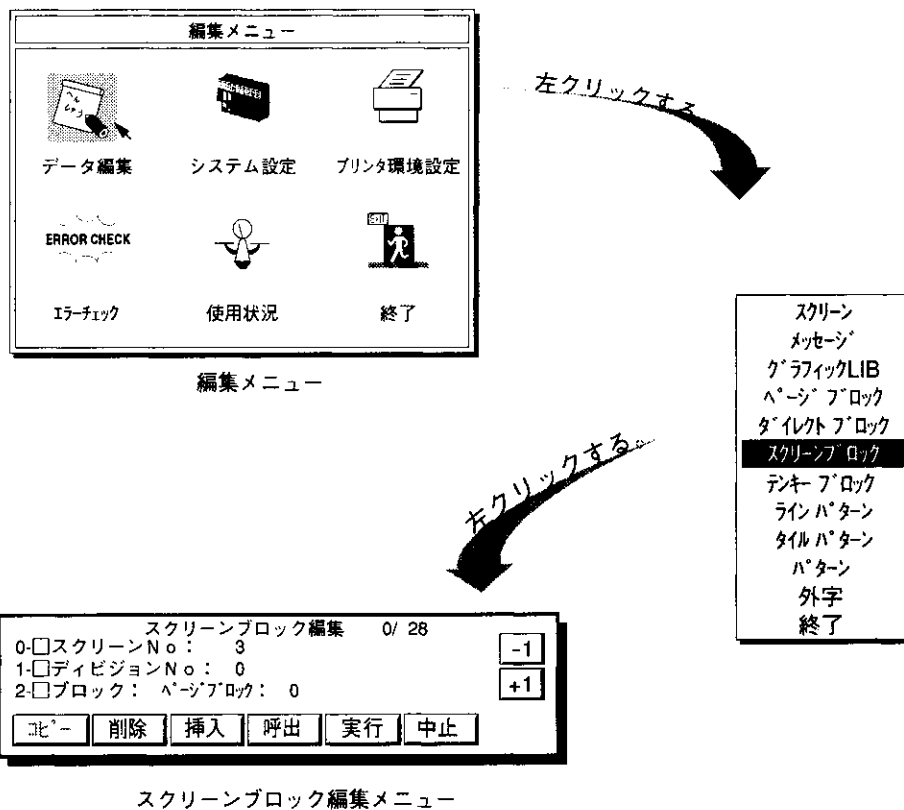 編集メニュー
へん
しゅう
データ編集 システム設定 プリンタ環境設定
ERROR CHECK
EXIT
エラーチェック 使用状況 終了
編集メニュー
左クリックする
スクリーン
メッセージ
グラフィックLIB
ページ ブロック
ダイレクト ブロック
スクリーンブロック
テンキー ブロック
ライン パターン
タイル パターン
パターン
外字
終了
左クリックする。
スクリーンブロック編集 0/ 28
0-□スクリーンNo: 3
1-□ディビジョンNo: 0
2-□ブロック: ページブロック: 0
-1
+1
コピー 削除 挿入 呼出 実行 中止
スクリーンブロック編集メニュー